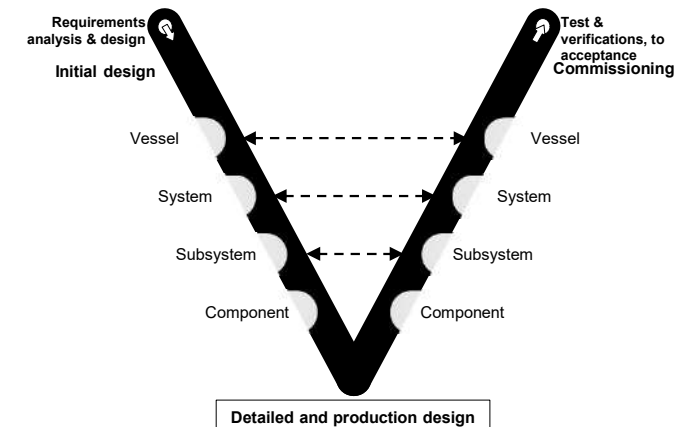 Requirements
analysis & design
Initial design
Test &
verifications, to
acceptance
Commissioning
Vessel
Vessel
System
System
Subsystem
Subsystem
Component
Component
Detailed and production design